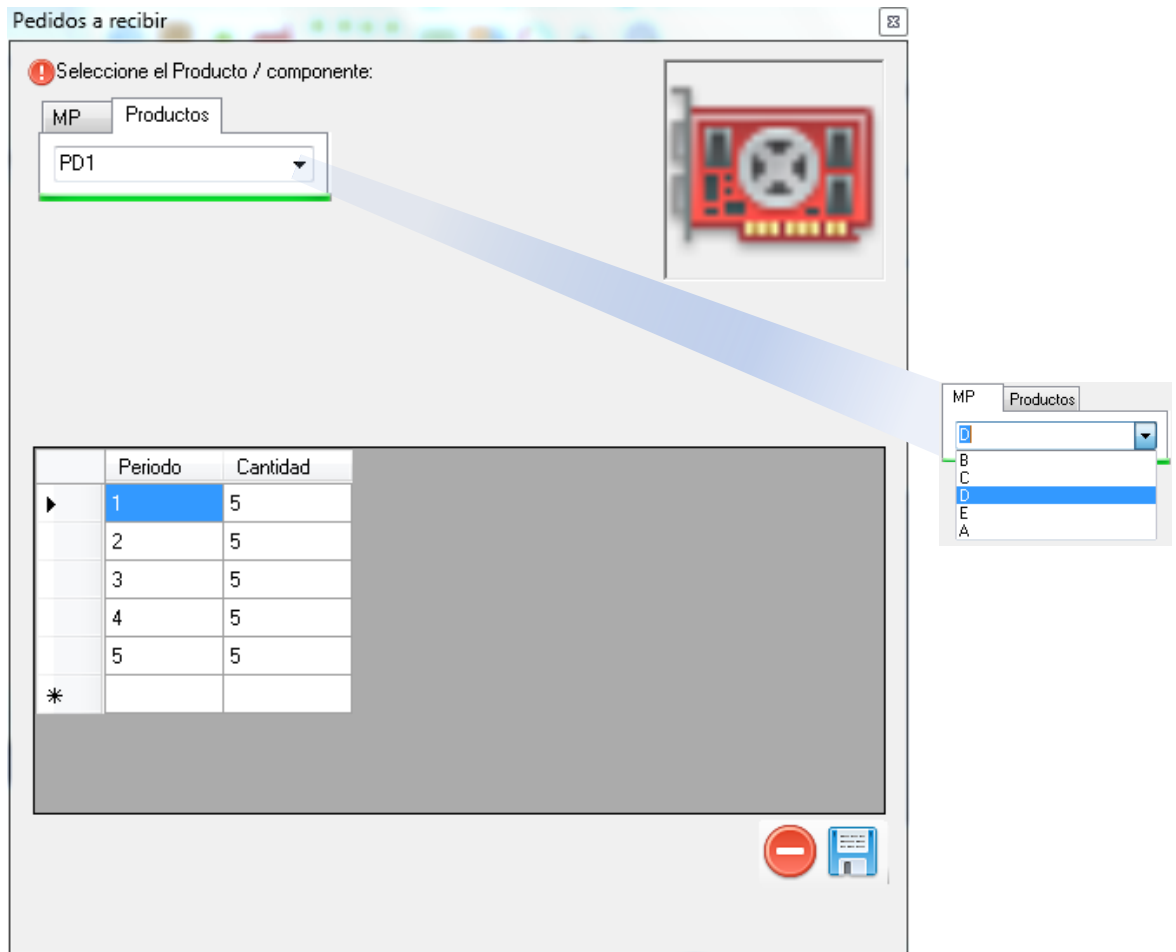 Pedidos a recibir
Seleccione el Producto / componente:
MP Productos
PD1
Periodo Cantidad
1 5
2 5
3 5
4 5
5 5
MP Productos
D
B
C
D
E
A